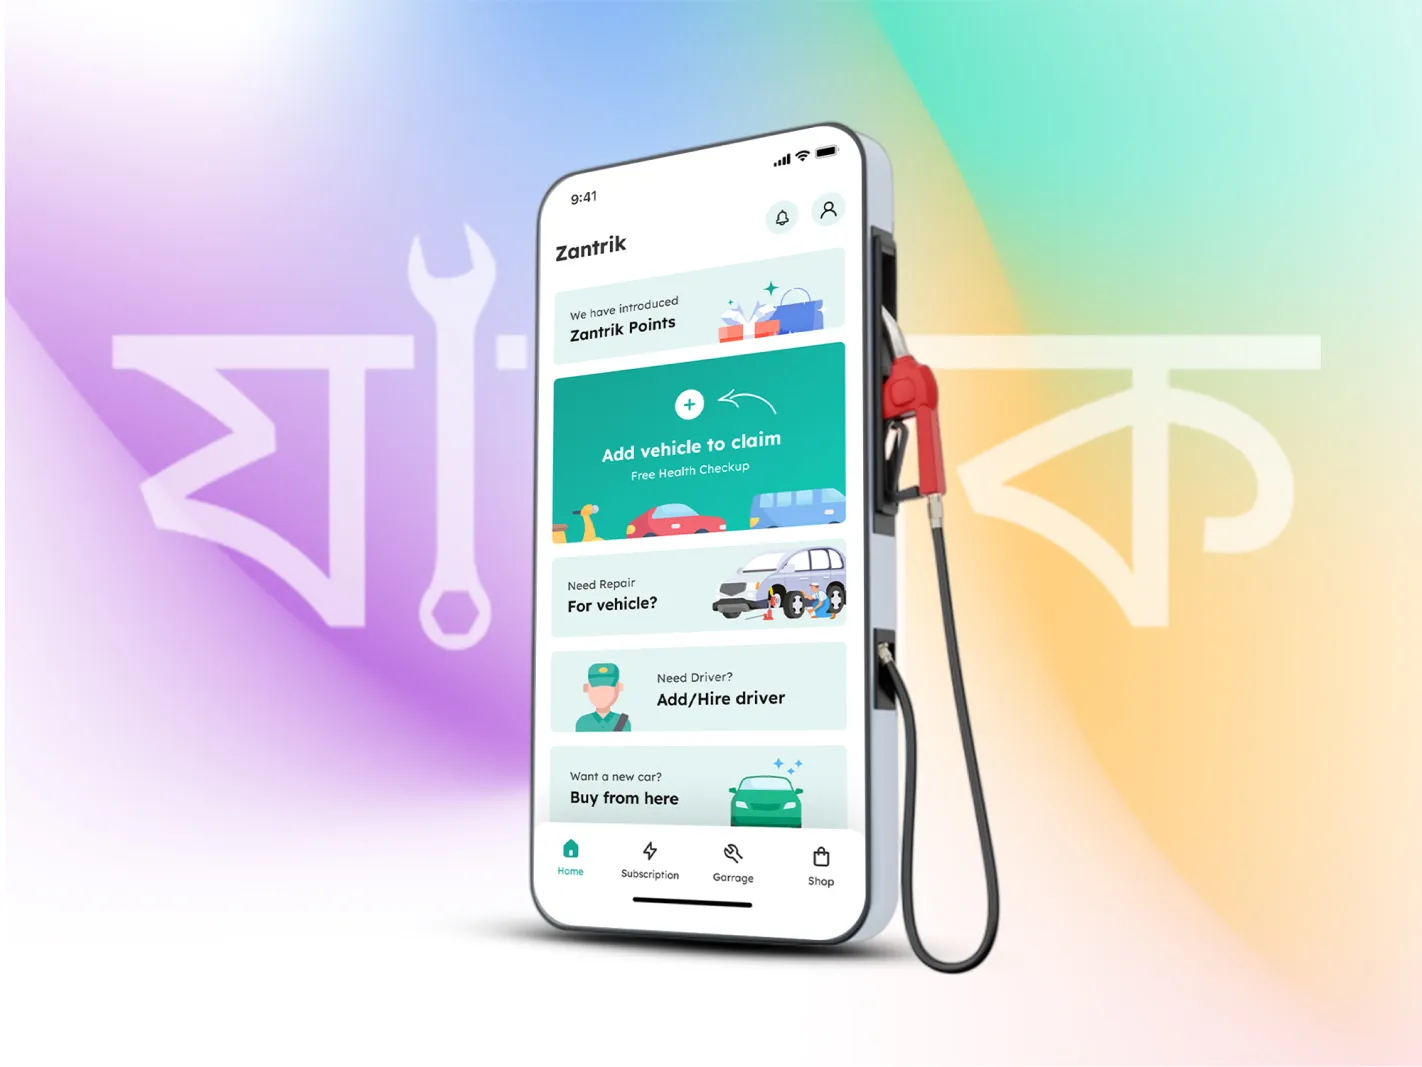 যা ক
9:41
Zantrik
We have introduced
Zantrik Points
Add vehicle to claim
Free Health Checkup
Need Repair
For vehicle?
Need Driver?
Add/Hire driver
Want a new car?
Buy from here
Home
Subscription
Garrage
Shop